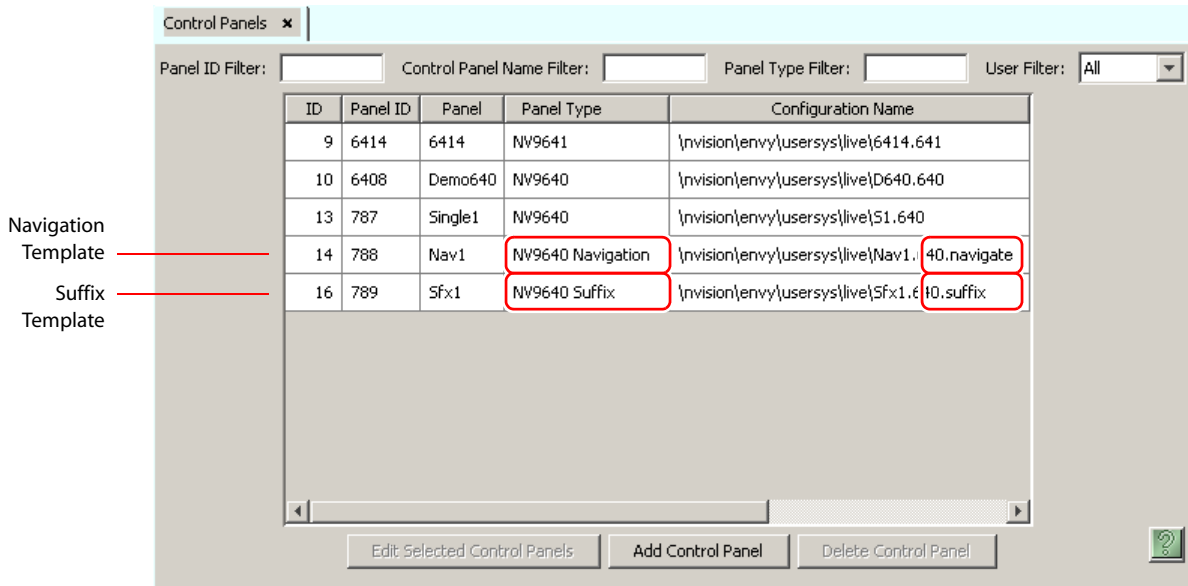 Control Panels ×
Panel ID Filter: Control Panel Name Filter: Panel Type Filter: User Filter: All
ID Panel ID Panel Panel Type Configuration Name
9 6414 6414 NV9641 \nvision\envy\usersys\live\6414.641
10 6408 Demo640 NV9640 \nvision\envy\usersys\live\D640.640
13 787 Single1 NV9640 \nvision\envy\usersys\live\S1.640
Navigation
Template
14 788 Nav1 NV9640 Navigation \nvision\envy\usersys\live\Nav1.640.navigate
Suffix
Template
16 789 Sfx1 NV9640 Suffix \nvision\envy\usersys\live\Sfx1.640.suffix
Edit Selected Control Panels Add Control Panel Delete Control Panel ?